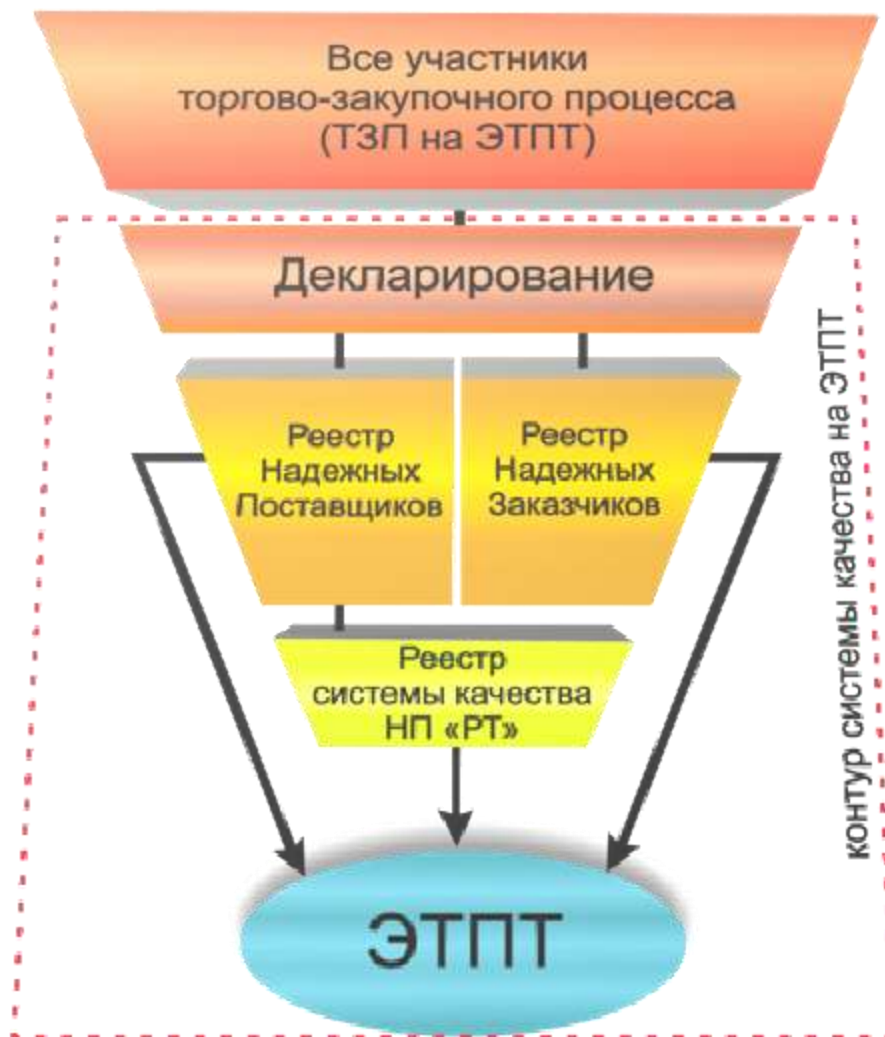 Все участники
торгово-закупочного процесса
(ТЗП на ЭТПТ)
Декларирование
Реестр
Надежных
Поставщиков
Реестр
Надежных
Заказчиков
Реестр
системы качества
НП «РТ»
ЭТПТ
контур системы качества на ЭТПТ